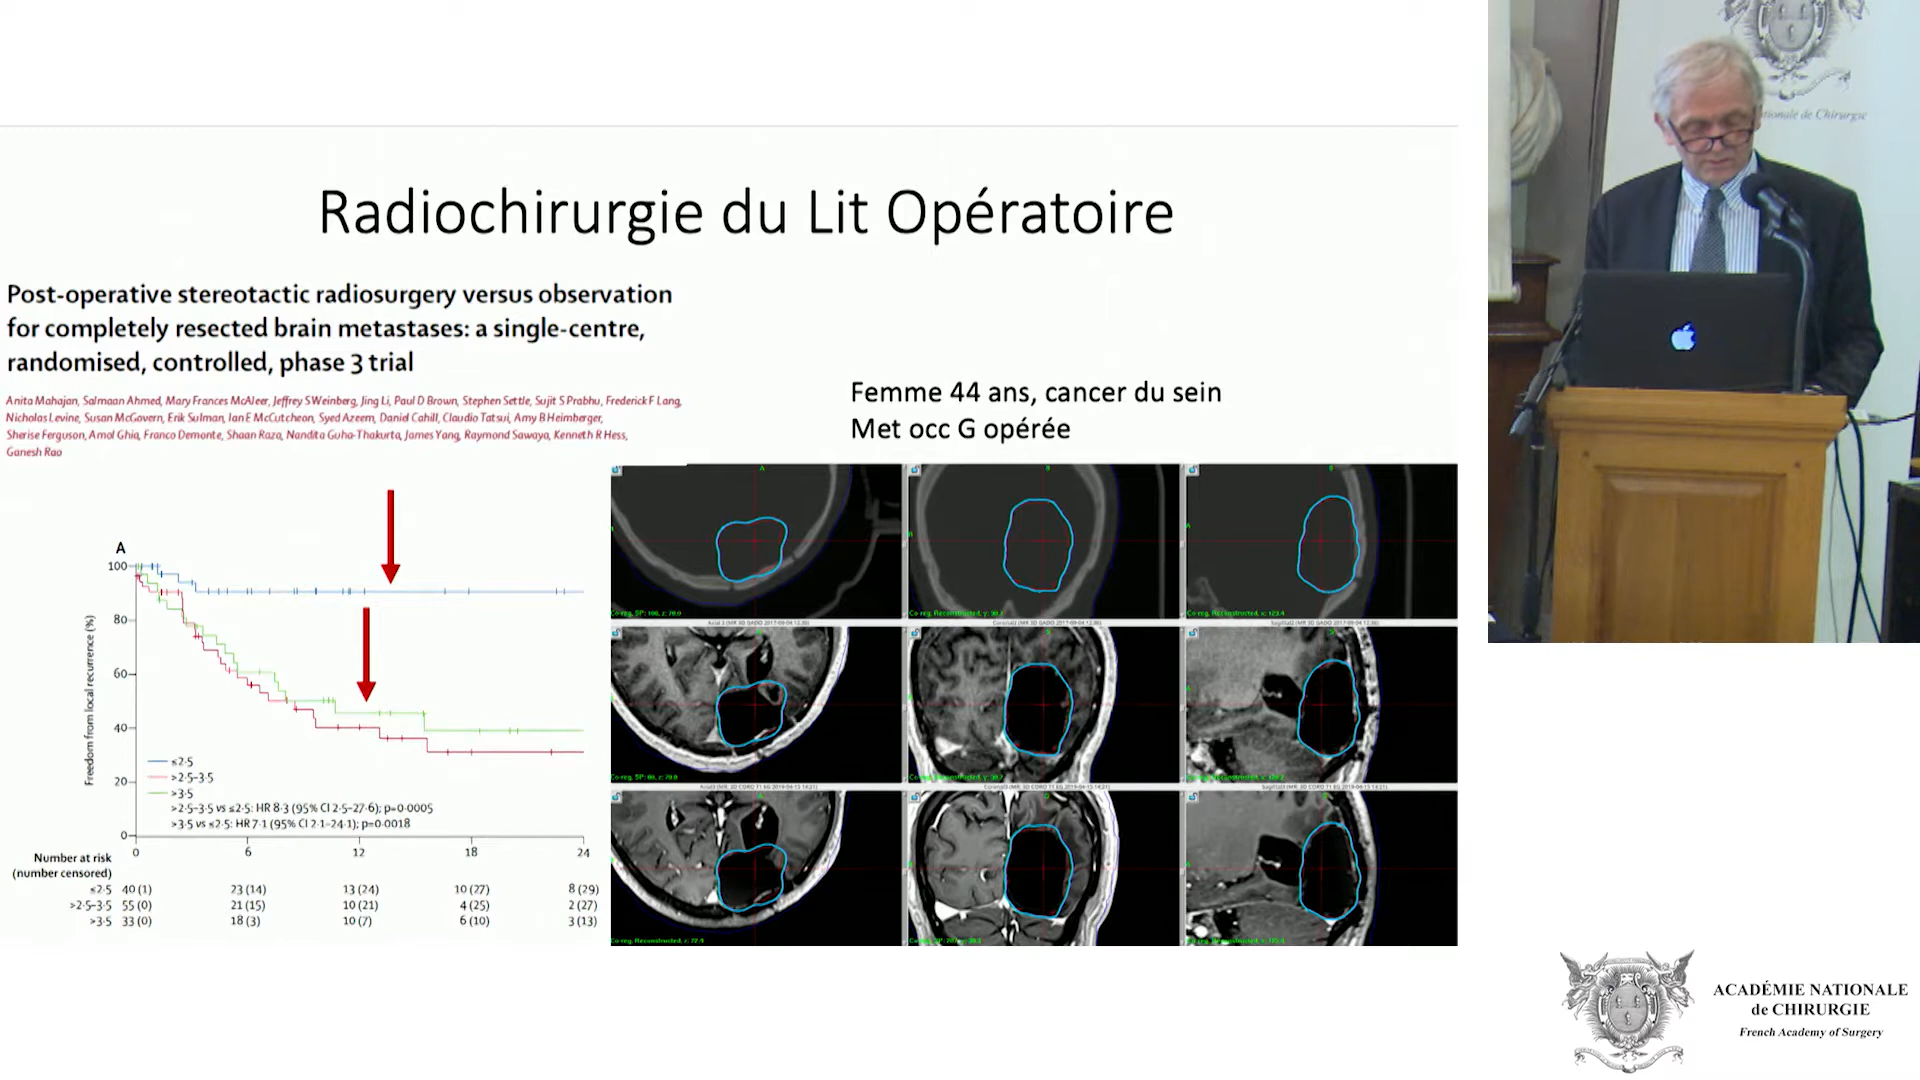 Radiochirurgie du Lit Opératoire
Post-operative stereotactic radiosurgery versus observation
for completely resected brain metastases: a single-centre,
randomised, controlled, phase 3 trial
Anita Mahajan, Salmaan Ahmed, Mary Frances McAleer, Jeffrey S Weinberg, Jing Li, Paul D Brown, Stephen Settle, Sujit S Prabhu, Frederick F Lang,
Nicholas Levine, Susan McGovern, Erik Sulman, Ian E McCutcheon, Syed Azeem, Daniel Cahill, Claudio Tatsui, Amy B Heimberger,
Sherise Ferguson, Amol Ghia, Franco Demonte, Shaan Raza, Nandita Guha-Thakurta, James Yang, Raymond Sawaya, Kenneth R Hess,
Ganesh Rao
Femme 44 ans, cancer du sein
Met occ G opérée
A
Freedom from local recurrence (%)
100
80
60
40
20
0
≤2·5
>2·5–3·5
>3·5
>2·5–3·5 vs ≤2·5: HR 8·3 (95% CI 2·5–27·6); p=0·0005
>3·5 vs ≤2·5: HR 7·1 (95% CI 2·1–24·1); p=0·0018
0 6 12 18 24
Number at risk
(number censored)
≤2·5 40 (1) 23 (14) 13 (24) 10 (27) 8 (29)
>2·5–3·5 55 (0) 21 (15) 10 (21) 4 (25) 2 (27)
>3·5 33 (0) 18 (3) 10 (7) 6 (10) 3 (13)
ationale de Chirurgie
ACADÉMIE NATIONALE
de CHIRURGIE
French Academy of Surgery